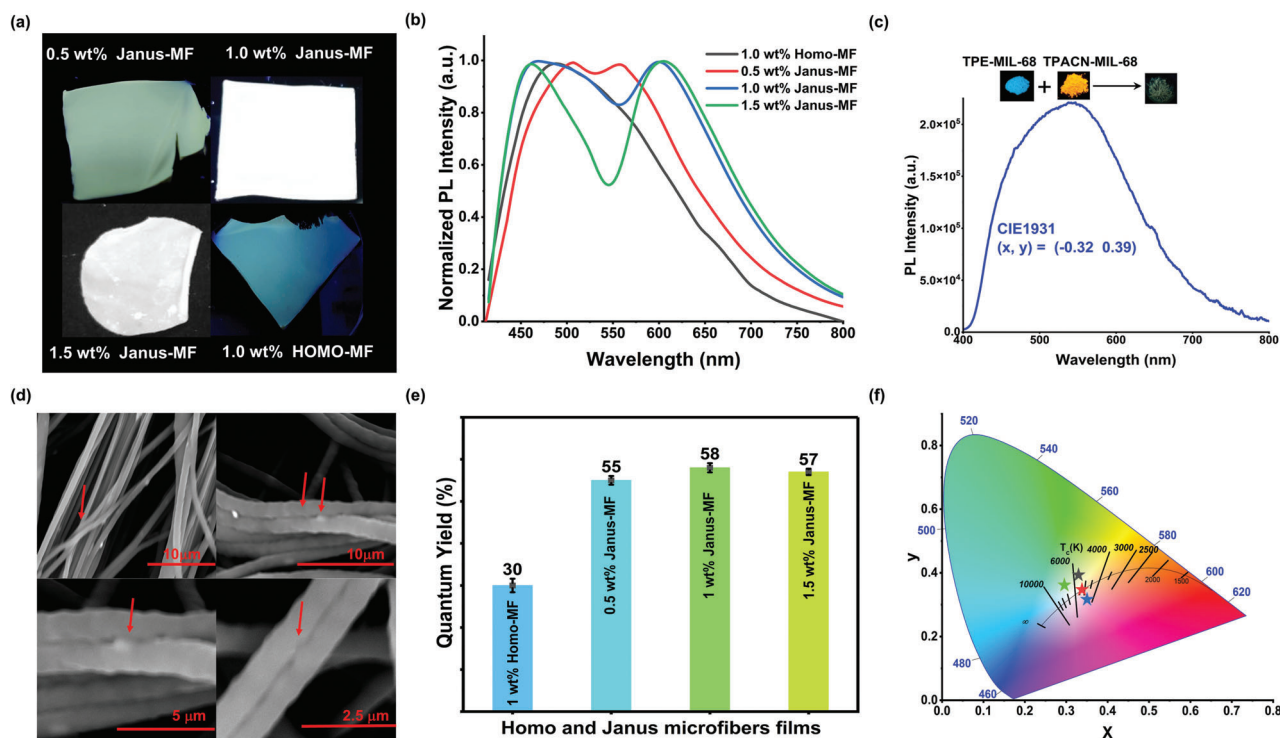 (a)
0.5 wt% Janus-MF
1.0 wt% Janus-MF
1.5 wt% Janus-MF
1.0 wt% HOMO-MF
(b)
Normalized PL Intensity (a.u.)
1.0
0.8
0.6
0.4
0.2
0.0
1.0 wt% Homo-MF
0.5 wt% Janus-MF
1.0 wt% Janus-MF
1.5 wt% Janus-MF
450 500 550 600 650 700 750 800
Wavelength (nm)
(c)
TPE-MIL-68 TPACN-MIL-68
+
PL Intensity (a.u.)
2.0×10⁵
1.5×10⁵
1.0×10⁵
5.0×10⁴
0.0
CIE1931
(x, y) = (-0.32 0.39)
400 500 600 700 800
Wavelength (nm)
(d)
10μm
10μm
5 μm
2.5 μm
(e)
Quantum Yield (%)
30
55
58
57
1 wt% Homo-MF
0.5 wt% Janus-MF
1 wt% Janus-MF
1.5 wt% Janus-MF
Homo and Janus microfibers films
(f)
y
0.9
0.8
0.6
0.4
0.2
0.0
520
540
560
500
580
600
620
480
460
Tc(K)
∞
10000
6000
4000
3000
2500
2000
1500
0.0 0.1 0.2 0.3 0.4 0.5 0.6 0.7 0.8
X